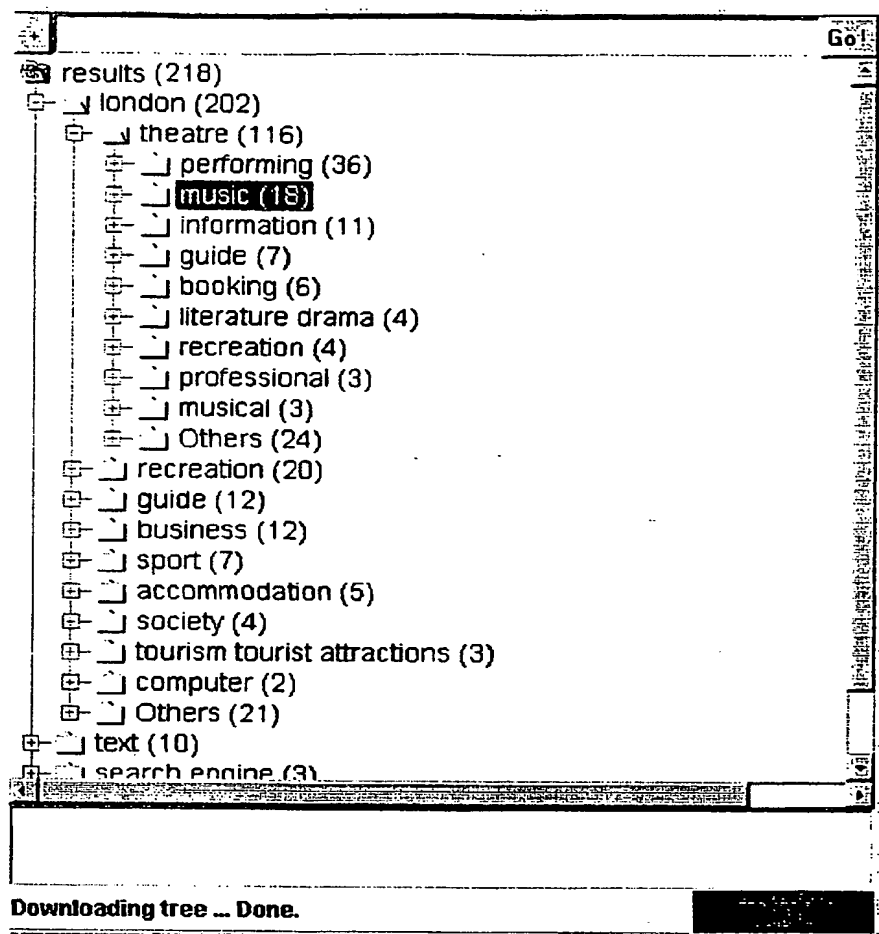 Go!
results (218)
london (202)
theatre (116)
performing (36)
music (18)
information (11)
guide (7)
booking (6)
literature drama (4)
recreation (4)
professional (3)
musical (3)
Others (24)
recreation (20)
guide (12)
business (12)
sport (7)
accommodation (5)
society (4)
tourism tourist attractions (3)
computer (2)
Others (21)
text (10)
search engine (3)
Downloading tree ... Done.